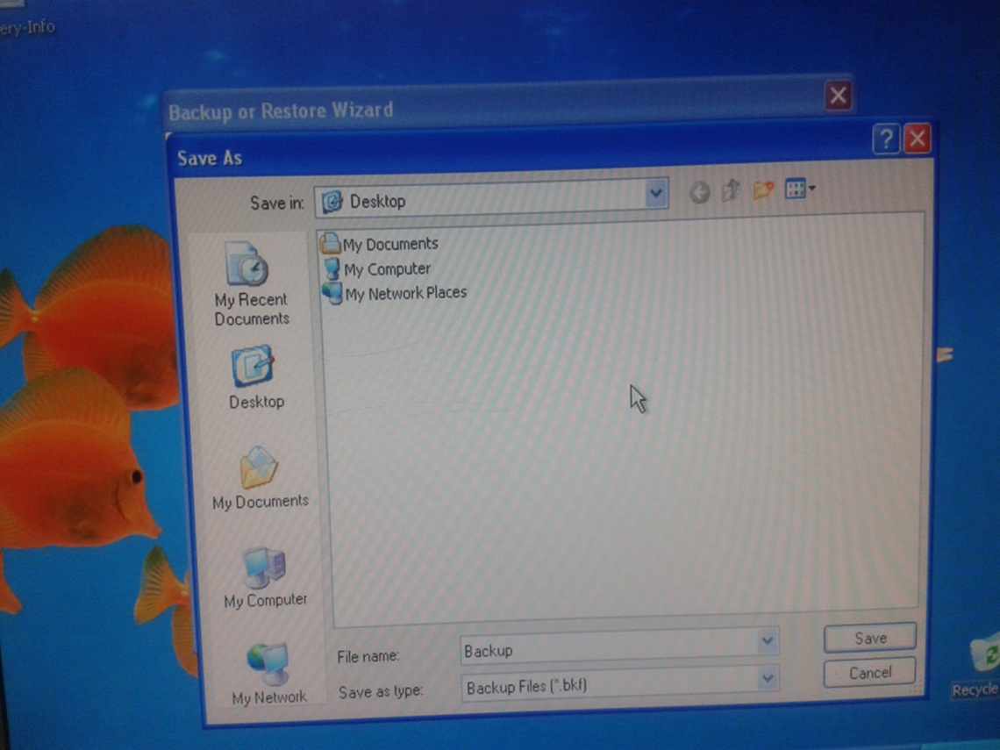 ery-Info
Backup or Restore Wizard
Save As
Save in:
Desktop
My Documents
My Computer
My Network Places
My Recent
Documents
Desktop
My Documents
My Computer
My Network
File name:
Backup
Save
Save as type:
Backup Files (*.bkf)
Cancel
Recycle